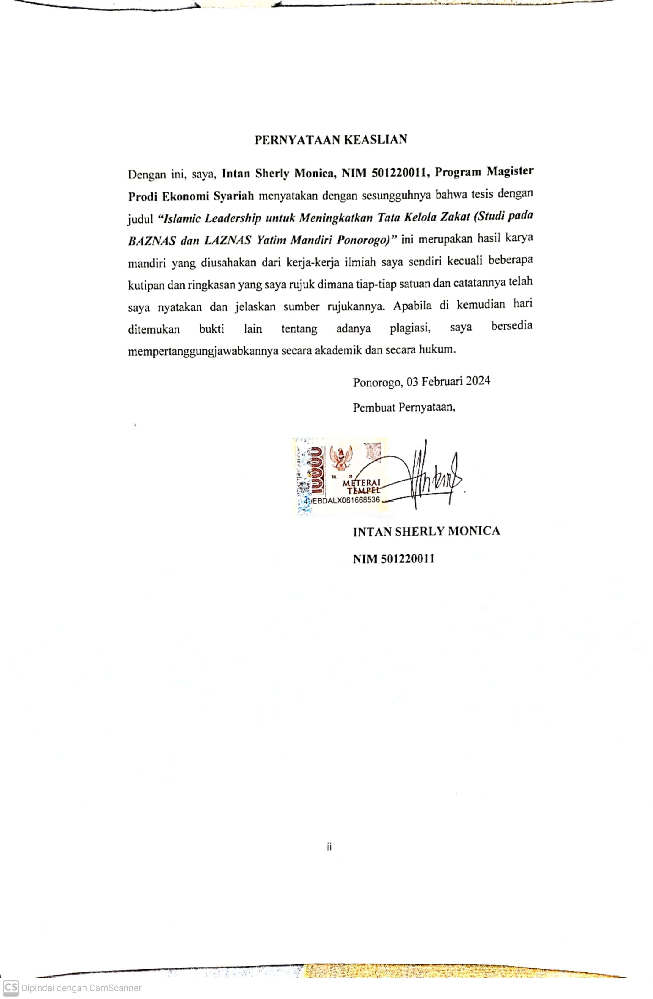 PERNYATAAN KEASLIAN
Dengan ini, saya, Intan Sherly Monica, NIM 501220011, Program Magister
Prodi Ekonomi Syariah menyatakan dengan sesungguhnya bahwa tesis dengan
judul “Islamic Leadership untuk Meningkatkan Tata Kelola Zakat (Studi pada
BAZNAS dan LAZNAS Yatim Mandiri Ponorogo)” ini merupakan hasil karya
mandiri yang diusahakan dari kerja-kerja ilmiah saya sendiri kecuali beberapa
kutipan dan ringkasan yang saya rujuk dimana tiap-tiap satuan dan catatannya telah
saya nyatakan dan jelaskan sumber rujukannya. Apabila di kemudian hari
ditemukan bukti lain tentang adanya plagiasi, saya bersedia
mempertanggungjawabkannya secara akademik dan secara hukum.
Ponorogo, 03 Februari 2024
Pembuat Pernyataan,
10000
METERAI
TEMPEL
EBDALX061668536
INTAN SHERLY MONICA
NIM 501220011
ii
CS Dipindai dengan CamScanner